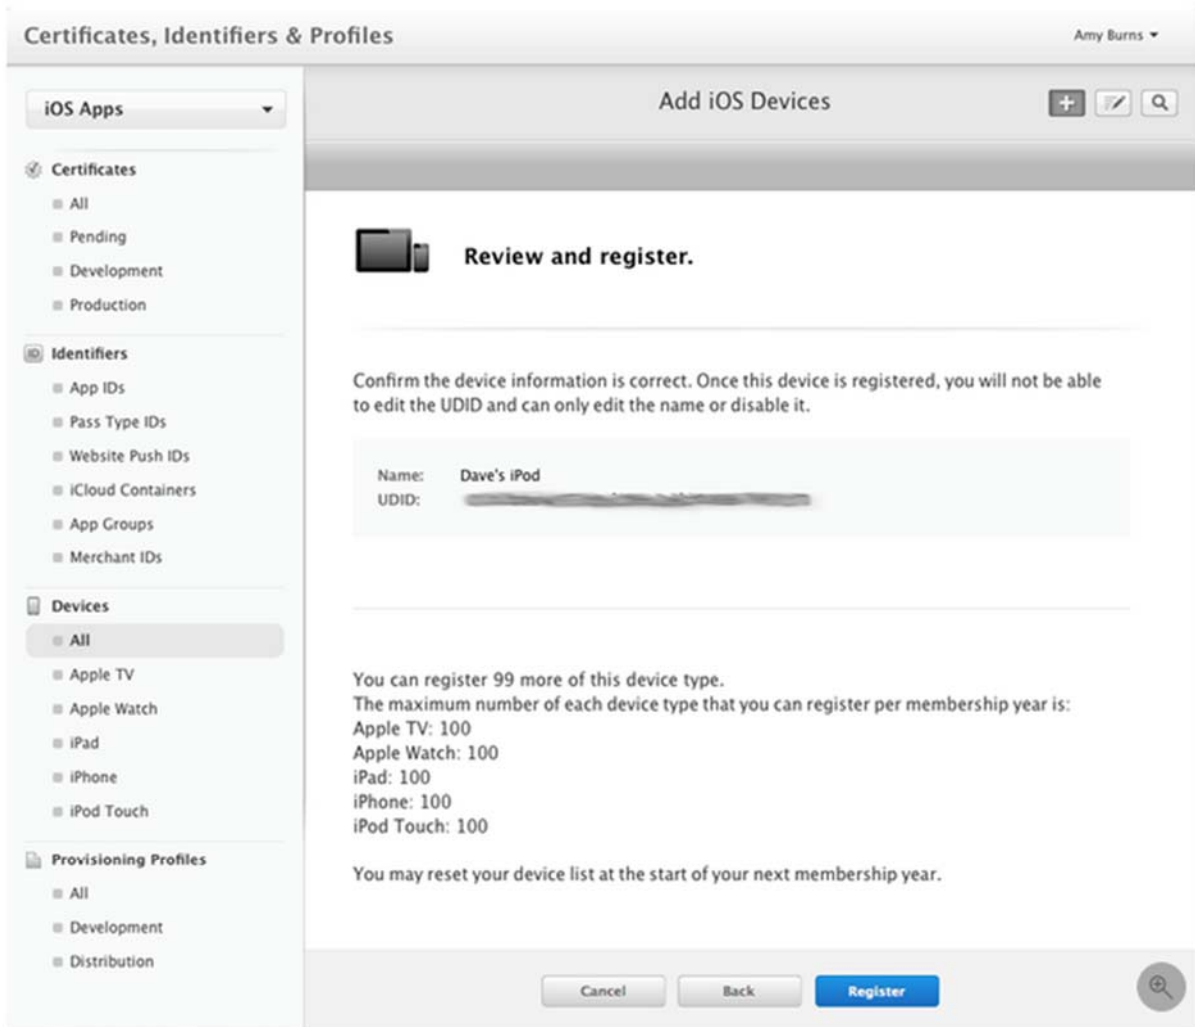 Certificates, Identifiers & Profiles
Amy Burns
iOS Apps
Add iOS Devices
Certificates
All
Pending
Development
Production
ID
Identifiers
App IDs
Pass Type IDs
Website Push IDs
iCloud Containers
App Groups
Merchant IDs
Devices
All
Apple TV
Apple Watch
iPad
iPhone
iPod Touch
Provisioning Profiles
All
Development
Distribution
Review and register.
Confirm the device information is correct. Once this device is registered, you will not be able
to edit the UDID and can only edit the name or disable it.
Name: Dave's iPod
UDID:
You can register 99 more of this device type.
The maximum number of each device type that you can register per membership year is:
Apple TV: 100
Apple Watch: 100
iPad: 100
iPhone: 100
iPod Touch: 100
You may reset your device list at the start of your next membership year.
Cancel Back Register